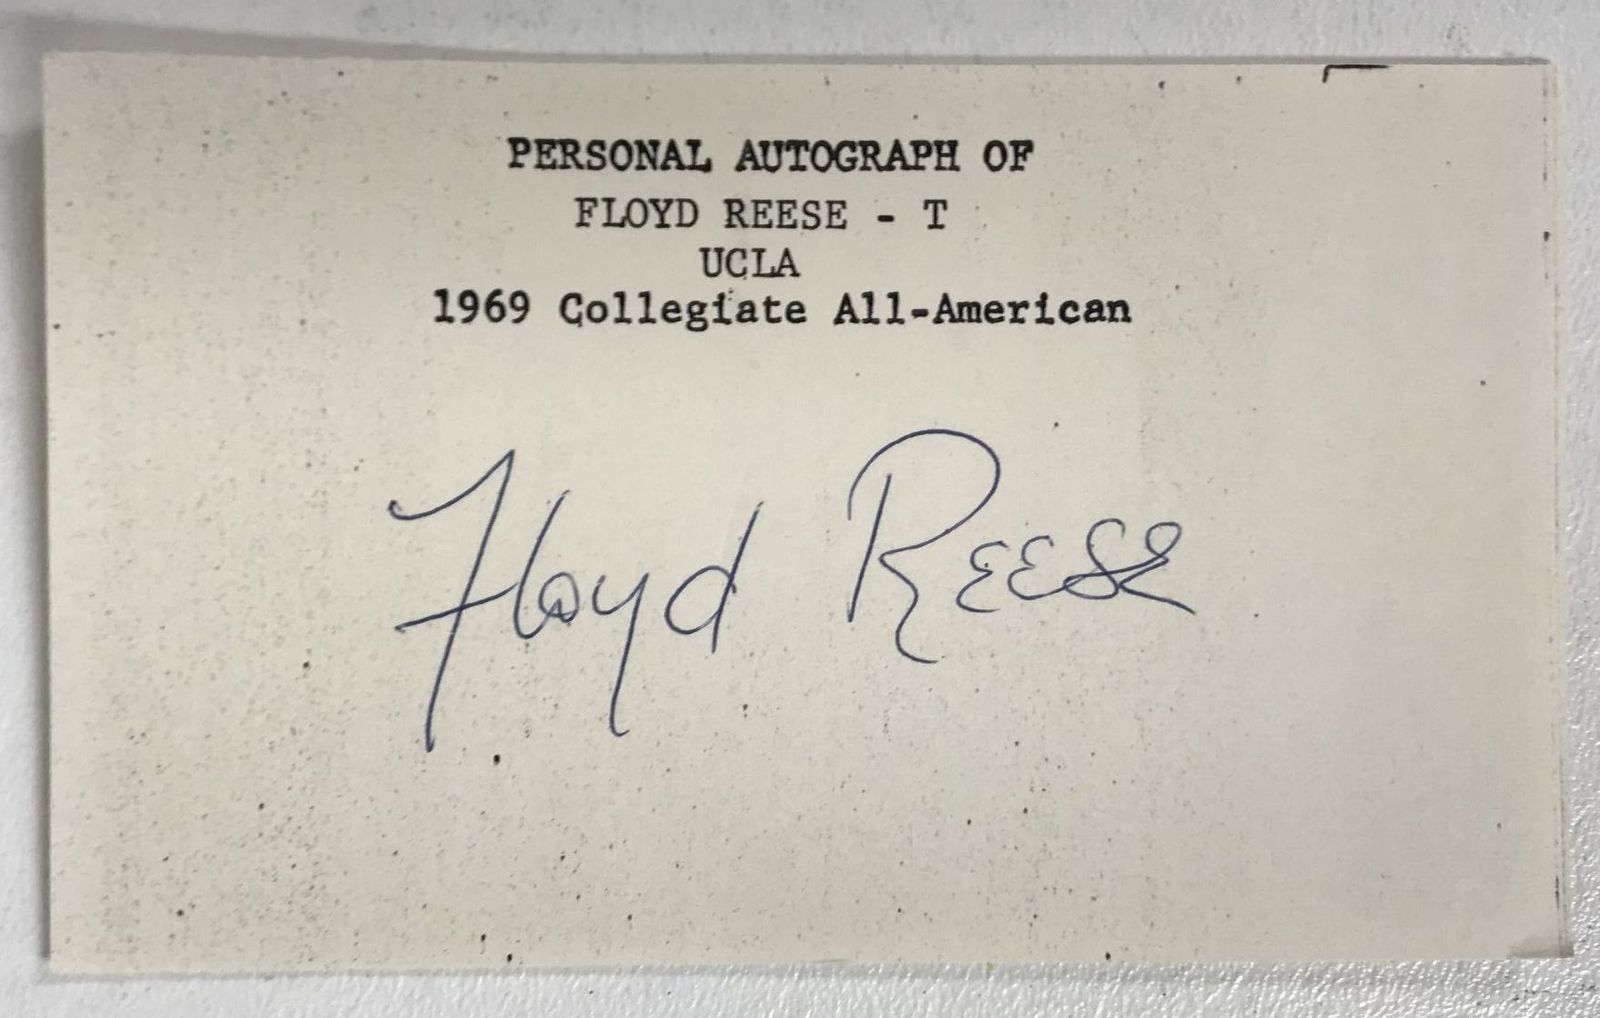 PERSONAL AUTOGRAPH OF
FLOYD REESE - T
UCLA
1969 Collegiate All-American
Floyd Reese